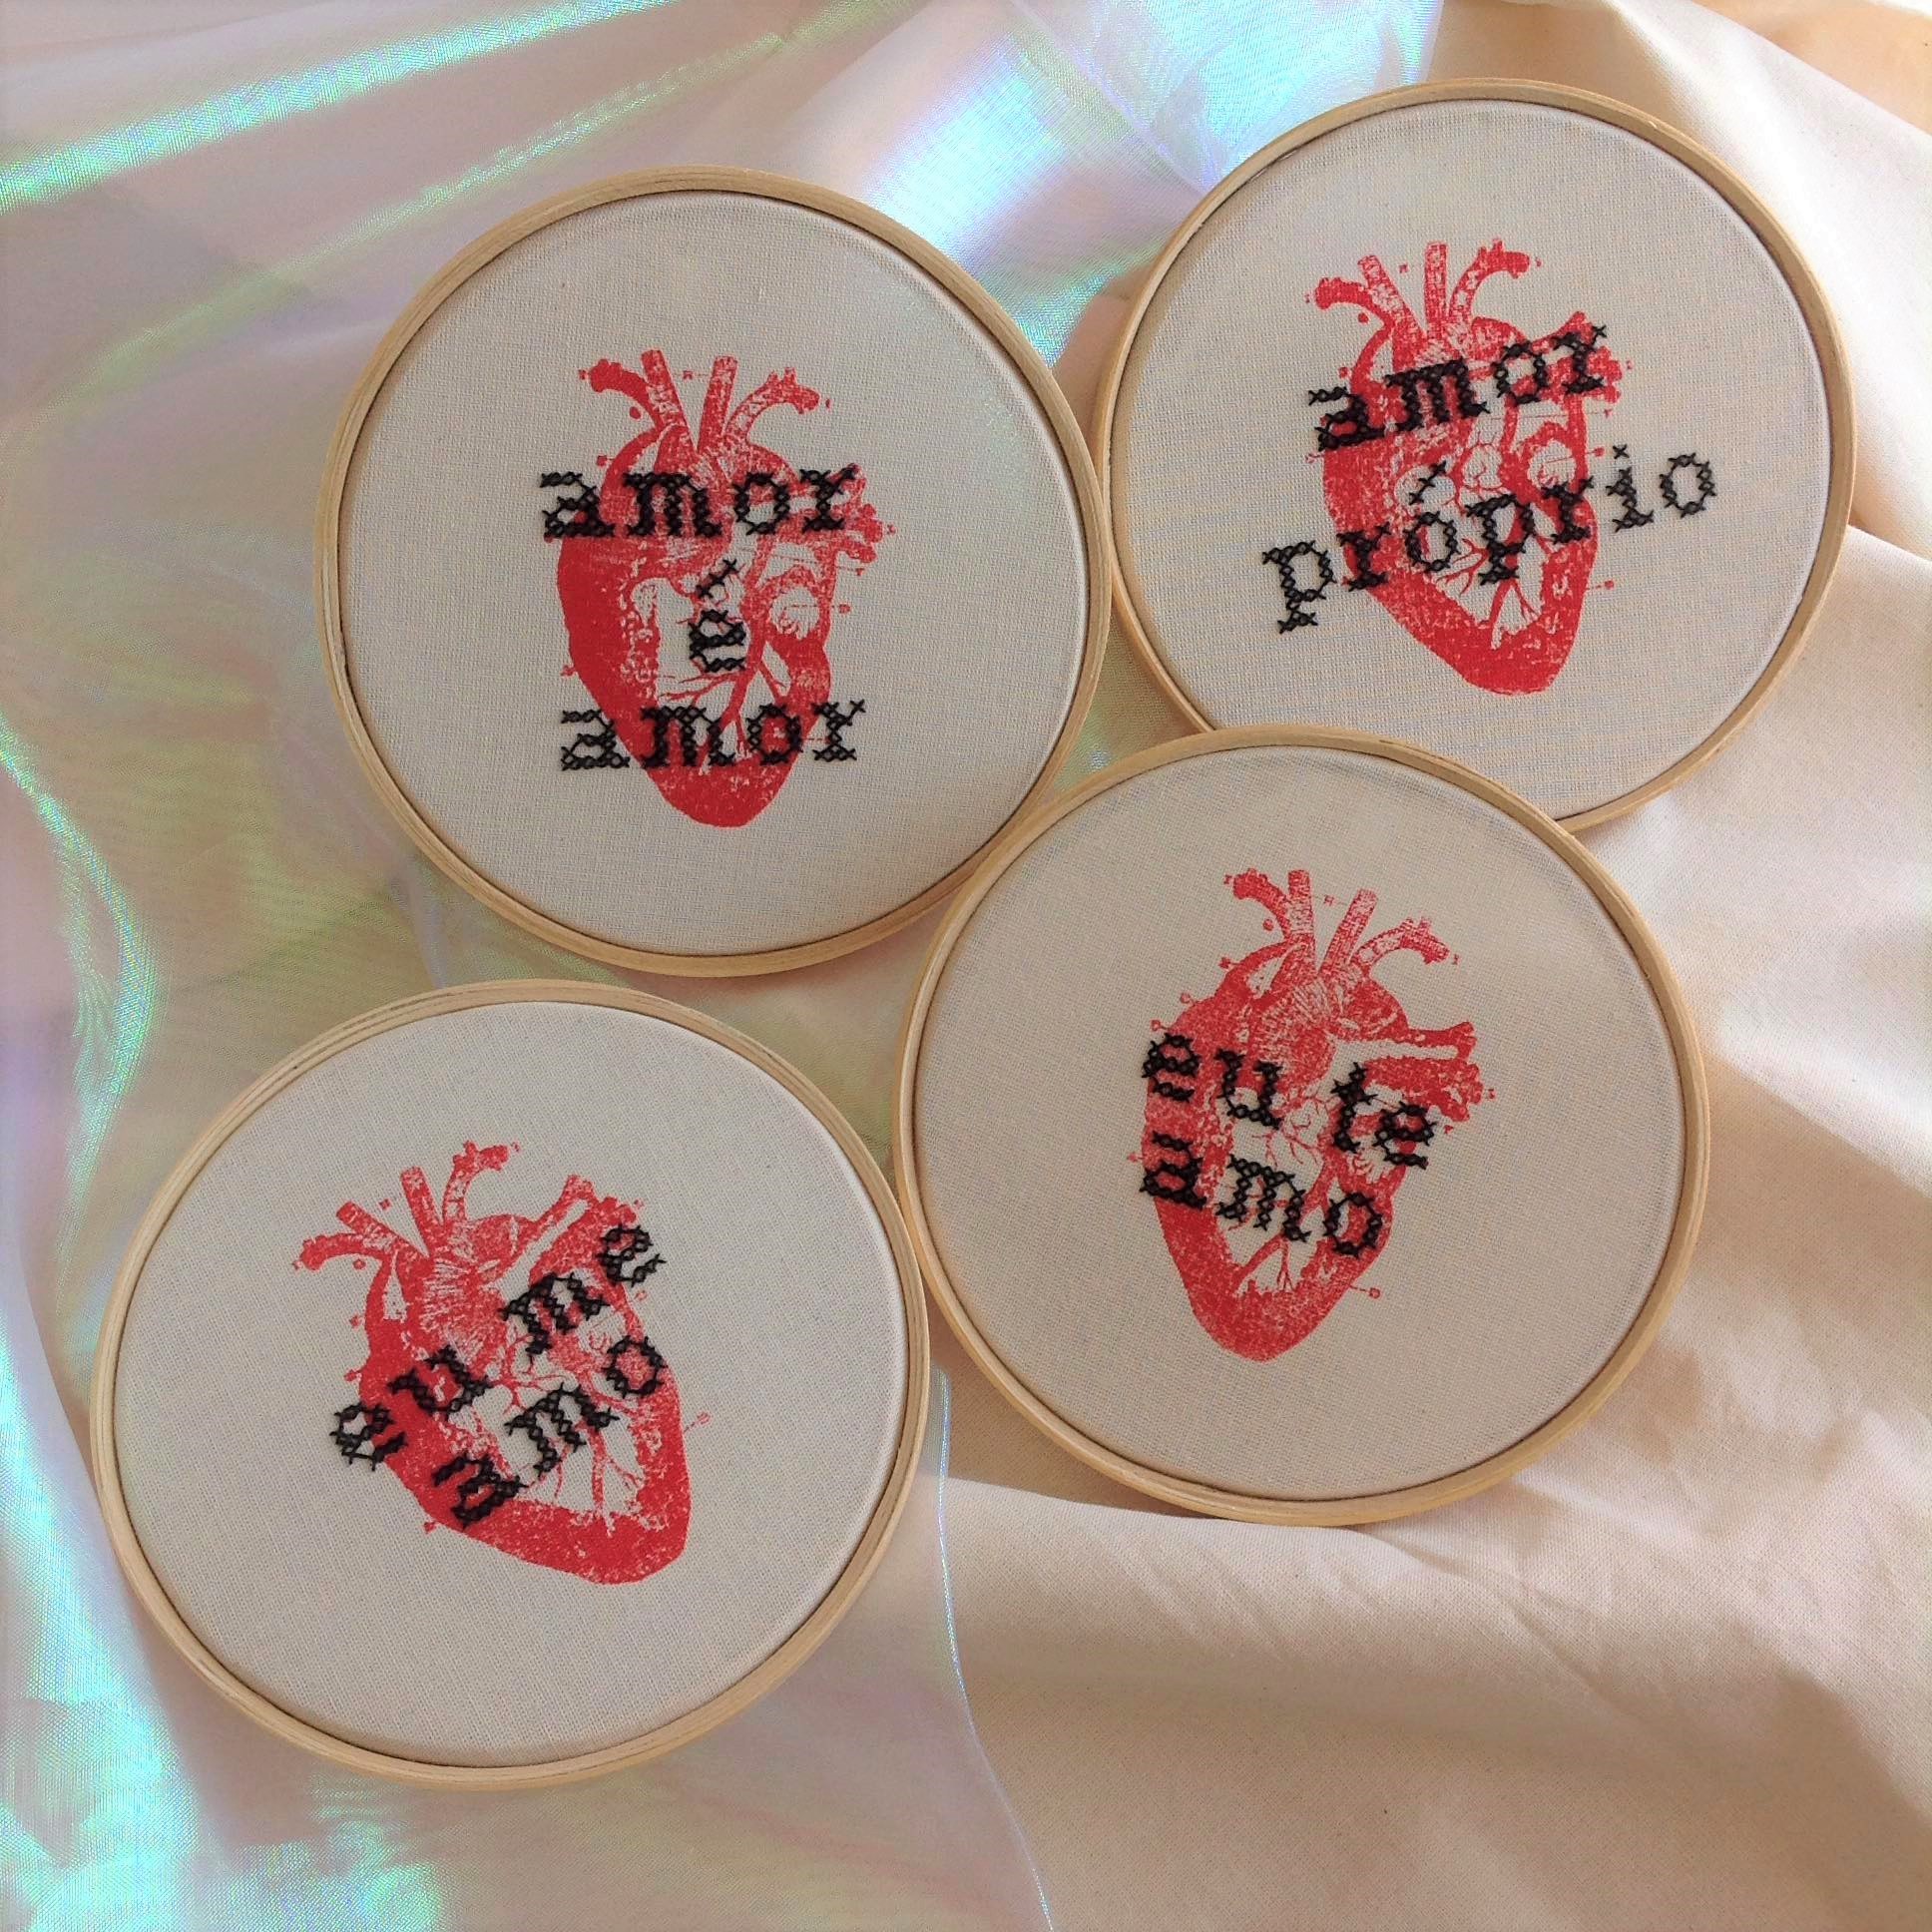 amor
é
amor
amor
próprio
eu me
amo
eu te
amo